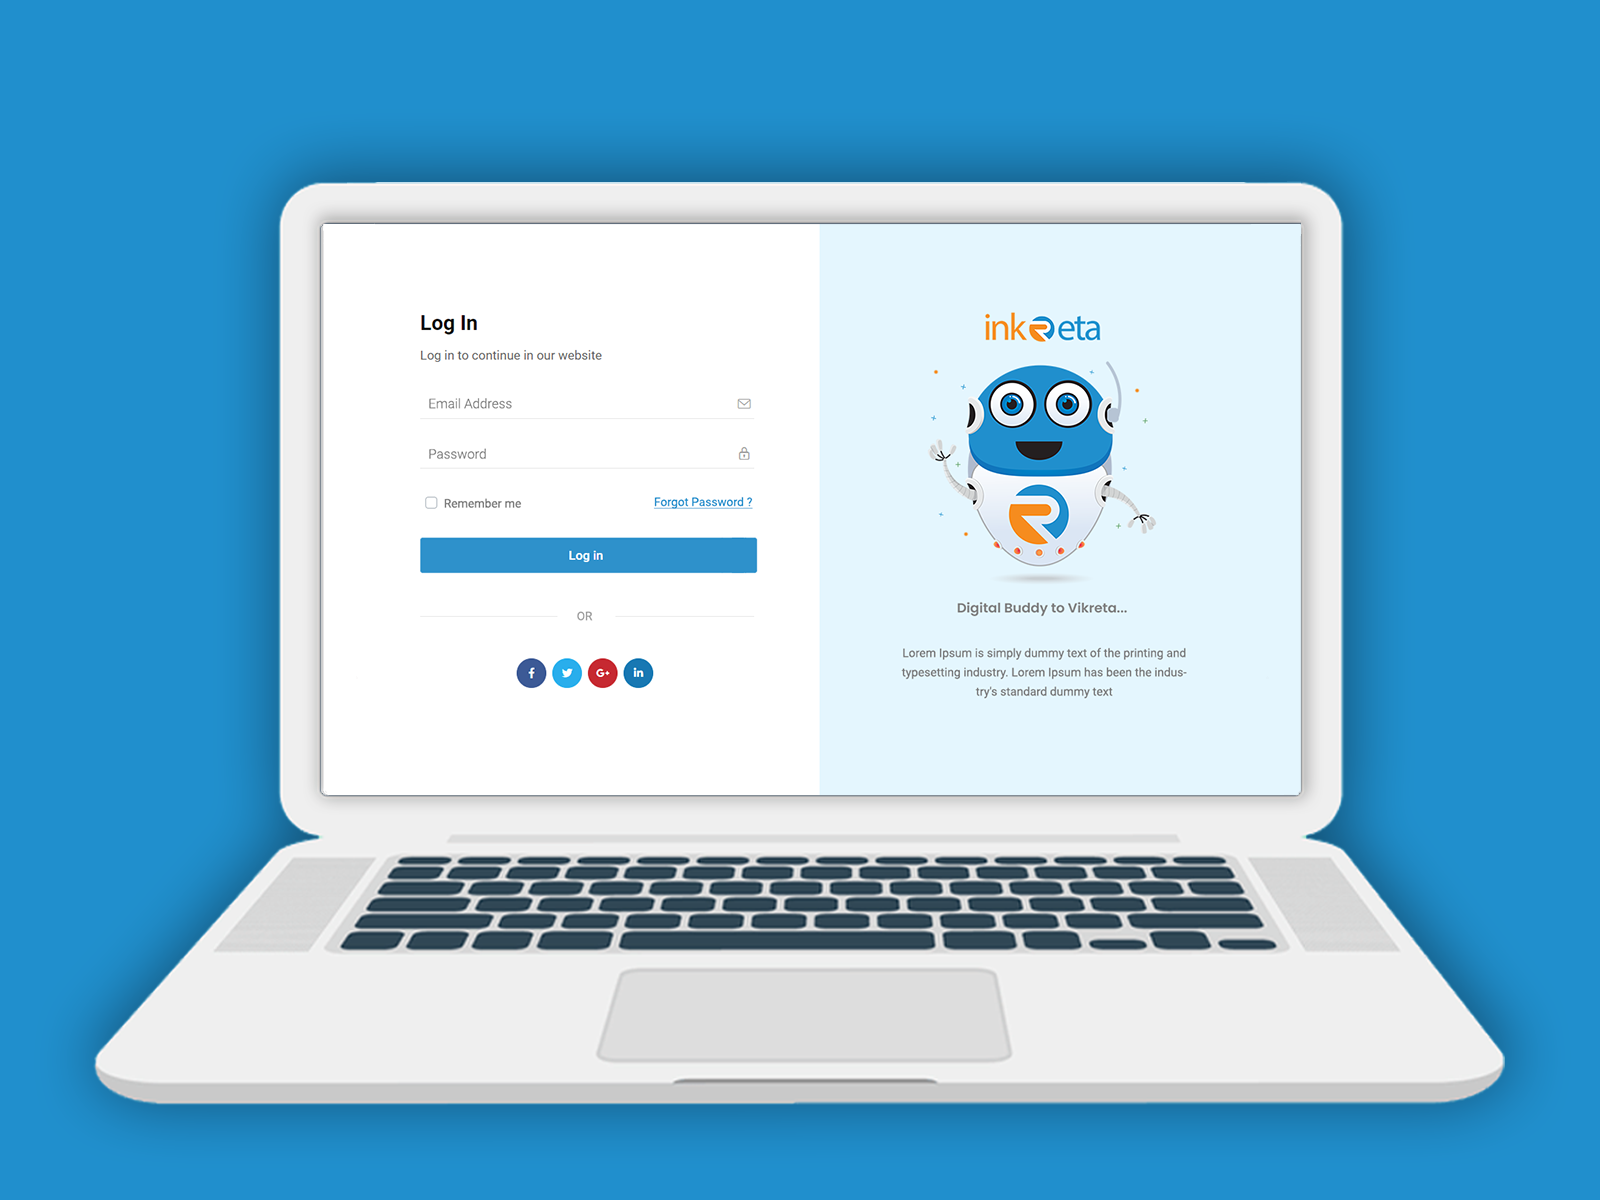 Log In
Log in to continue in our website
Email Address
Password
Remember me
Forgot Password ?
Log in
OR
f
G+
in
inkReta
R
Digital Buddy to Vikreta...
Lorem Ipsum is simply dummy text of the printing and
typesetting industry. Lorem Ipsum has been the indus-
try's standard dummy text